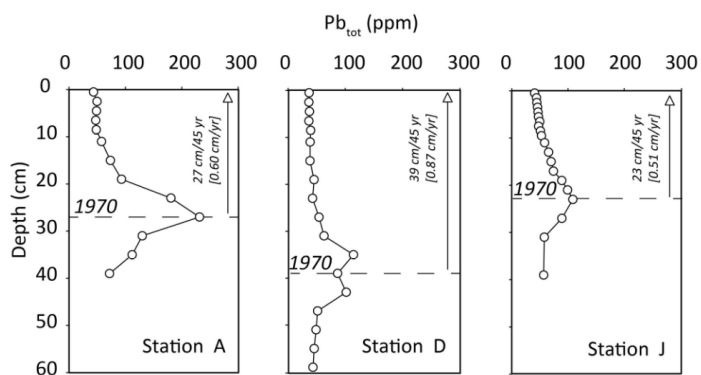 Pbtot (ppm)
0 100 200 300 0 100 200 300 0 100 200 300
Depth (cm)
0
10
20
30
40
50
60
27 cm/45 yr
[0.60 cm/yr]
1970
Station A
39 cm/45 yr
[0.87 cm/yr]
1970
Station D
23 cm/45 yr
[0.51 cm/yr]
1970
Station J